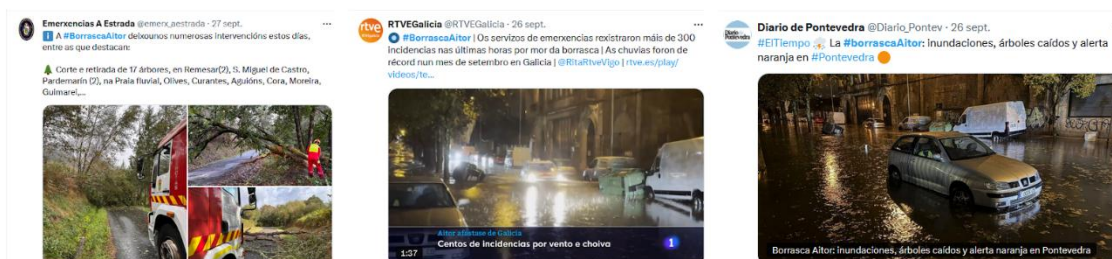 Emerxencias A Estrada @emerx_aestrada · 27 sept.
A #BorrascaAitor deixounos numerosas intervencións estos días,
entre as que destacan:
Corte e retirada de 17 árbores, en Remesar(2), S. Miguel de Castro,
Pardemarín (2), na Praia fluvial, Olives, Curantes, Aguións, Cora, Moreira,
Guimarei,...
rtve
RTVEGalicia @RTVEGalicia · 26 sept.
#BorrascaAitor | Os servizos de emerxencias rexistraron máis de 300
incidencias nas últimas horas por mor da borrasca | As chuvias foron de
récord nun mes de setembro en Galicia | @RitaRtveVigo | rtve.es/play/
videos/te...
Aitor afástase de Galicia
Centos de incidencias por vento e choiva
1
1:37
Diario de Pontevedra @Diario_Pontev · 26 sept.
#ElTiempo La #borrascaAitor: inundaciones, árboles caídos y alerta
naranja en #Pontevedra
Borrasca Aitor: inundaciones, árboles caídos y alerta naranja en Pontevedra